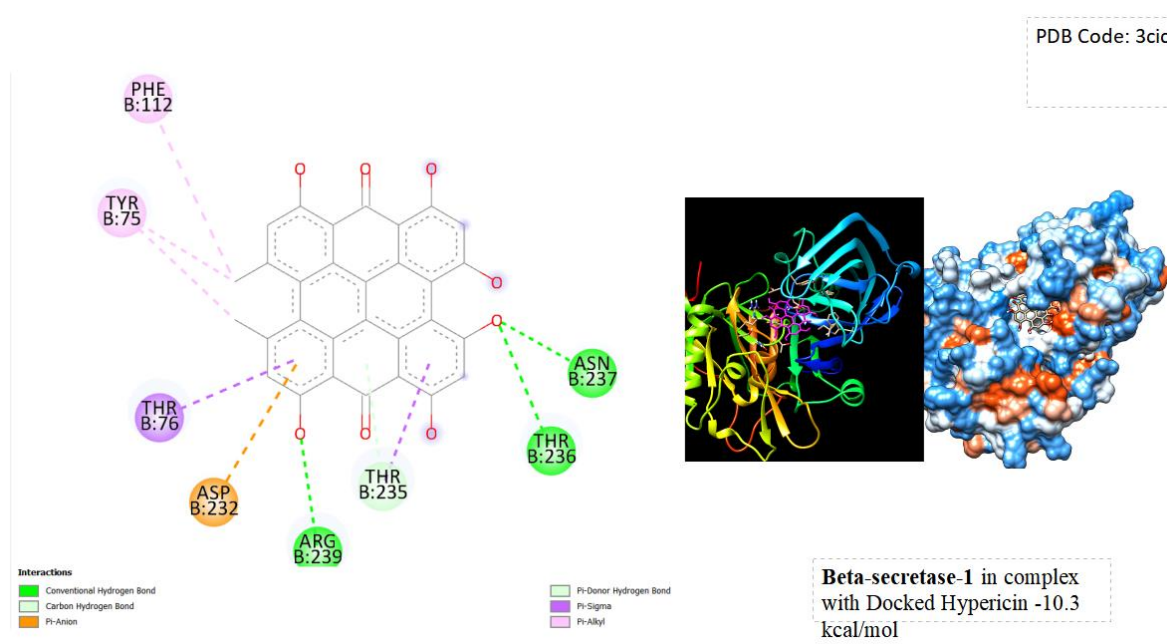 PDB Code: 3cic
PHE
B:112
TYR
B:75
THR
B:76
ASP
B:232
ARG
B:239
THR
B:235
THR
B:236
ASN
B:237
O
O
O
O
O
O
O
O
Interactions
Conventional Hydrogen Bond
Carbon Hydrogen Bond
Pi-Anion
Pi-Donor Hydrogen Bond
Pi-Sigma
Pi-Alkyl
Beta-secretase-1 in complex
with Docked Hypericin -10.3
kcal/mol